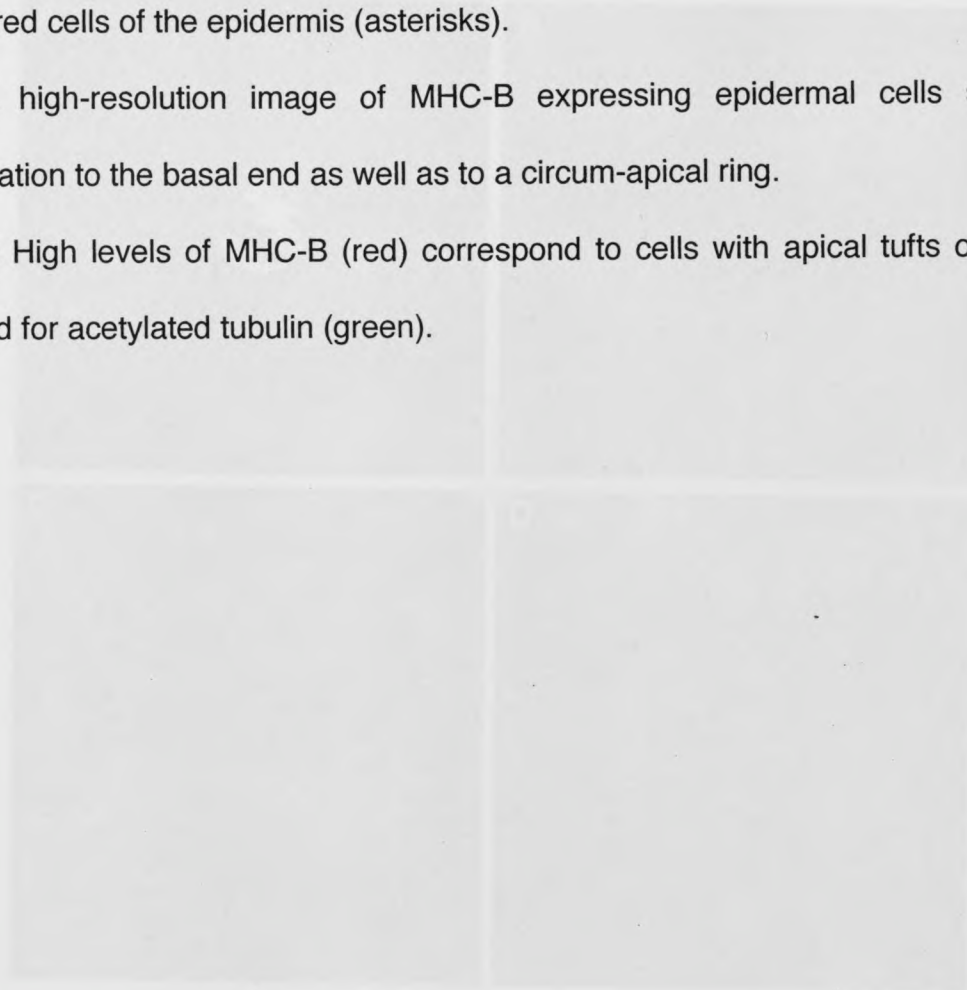 red cells of the epidermis (asterisks).
high-resolution image of MHC-B expressing epidermal cells
ation to the basal end as well as to a circum-apical ring.
High levels of MHC-B (red) correspond to cells with apical tufts
d for acetylated tubulin (green).